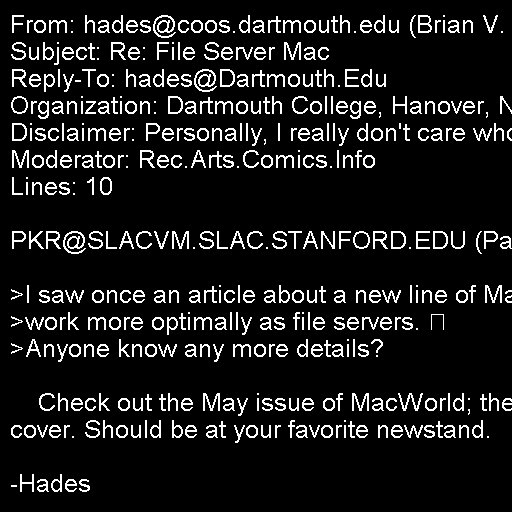 From: hades@coos.dartmouth.edu (Brian V.
Subject: Re: File Server Mac
Reply-To: hades@Dartmouth.Edu
Organization: Dartmouth College, Hanover, N
Disclaimer: Personally, I really don't care who
Moderator: Rec.Arts.Comics.Info
Lines: 10
PKR@SLACVM.SLAC.STANFORD.EDU (Pa
>I saw once an article about a new line of Ma
>work more optimally as file servers.
>Anyone know any more details?
Check out the May issue of MacWorld; the
cover. Should be at your favorite newstand.
-Hades